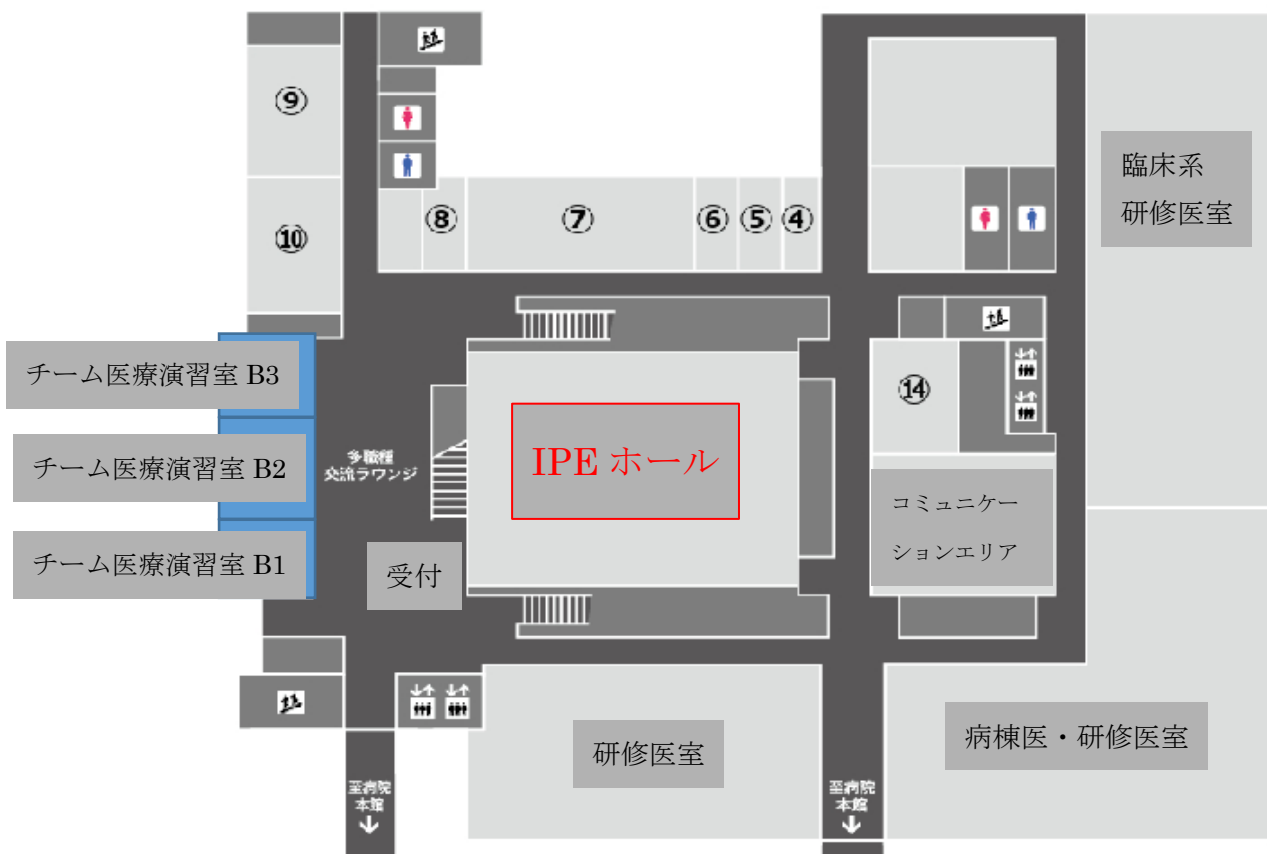 ⑨
臨床系
研修医室
⑧
⑦
⑥
⑤
④
⑩
チーム医療演習室 B3
⑭
多職種
交流ラウンジ
IPE ホール
チーム医療演習室 B2
コミュニケー
ションエリア
チーム医療演習室 B1
受付
研修医室
病棟医・研修医室
至病院
本館
至病院
本館